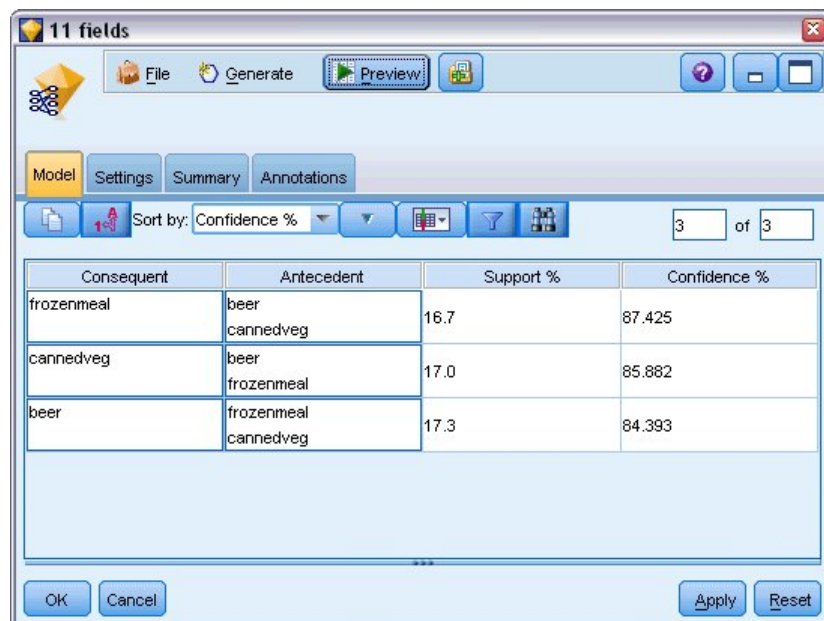 11 fields
File Generate Preview
Model Settings Summary Annotations
Sort by: Confidence % 3 of 3
Consequent Antecedent Support % Confidence %
frozenmeal beer cannedveg 16.7 87.425
cannedveg beer frozenmeal 17.0 85.882
beer frozenmeal cannedveg 17.3 84.393
OK Cancel Apply Reset